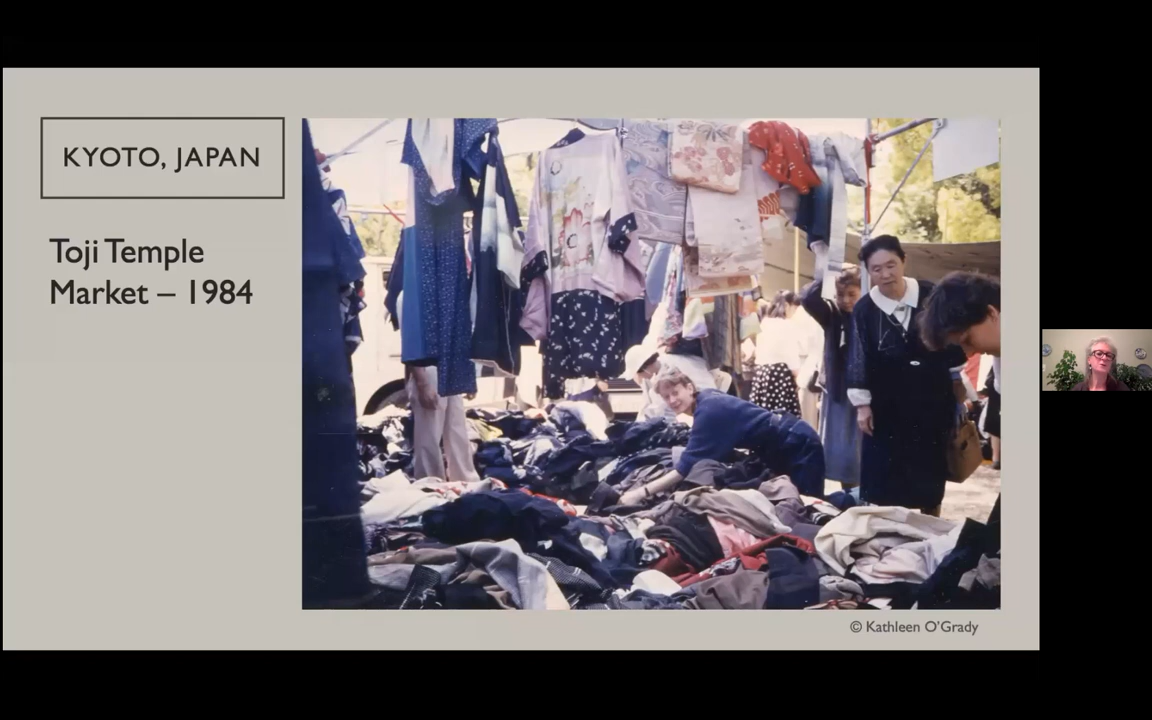 KYOTO, JAPAN
Toji Temple
Market – 1984
© Kathleen O'Grady